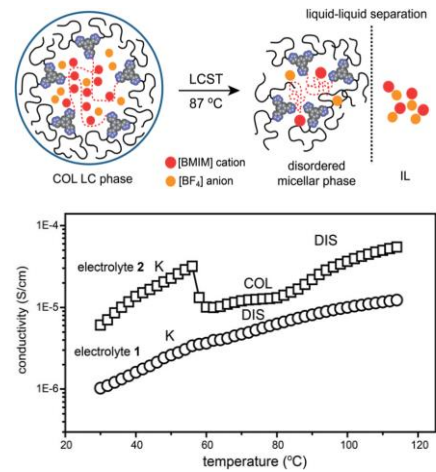 liquid-liquid separation
LCST
87 °C
COL LC phase
[BMIM] cation
[BF4] anion
disordered
micellar phase
IL
conductivity (S/cm)
1E-4
1E-5
1E-6
electrolyte 2
K
COL
DIS
DIS
electrolyte 1
K
20 40 60 80 100 120
temperature (°C)